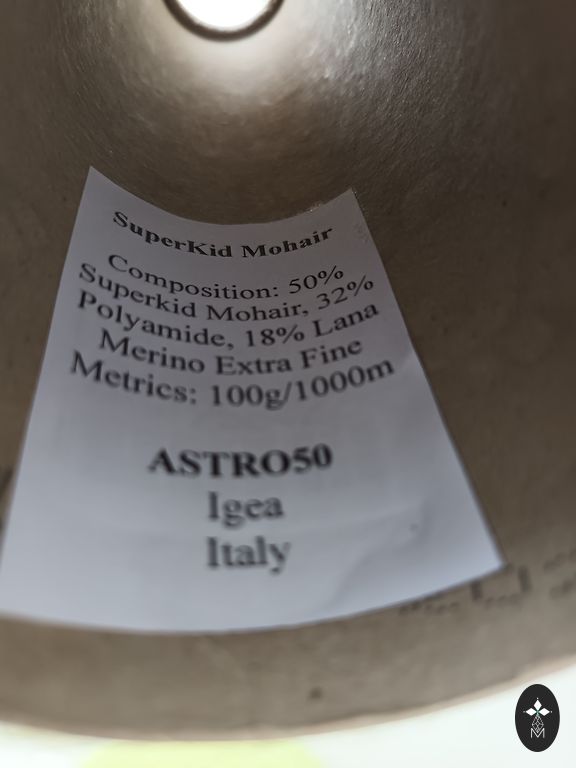 SuperKid Mohair
Composition: 50%
Superkid Mohair, 32%
Polyamide, 18% Lana
Merino Extra Fine
Metrics: 100g/1000m
ASTRO50
Igea
Italy
M